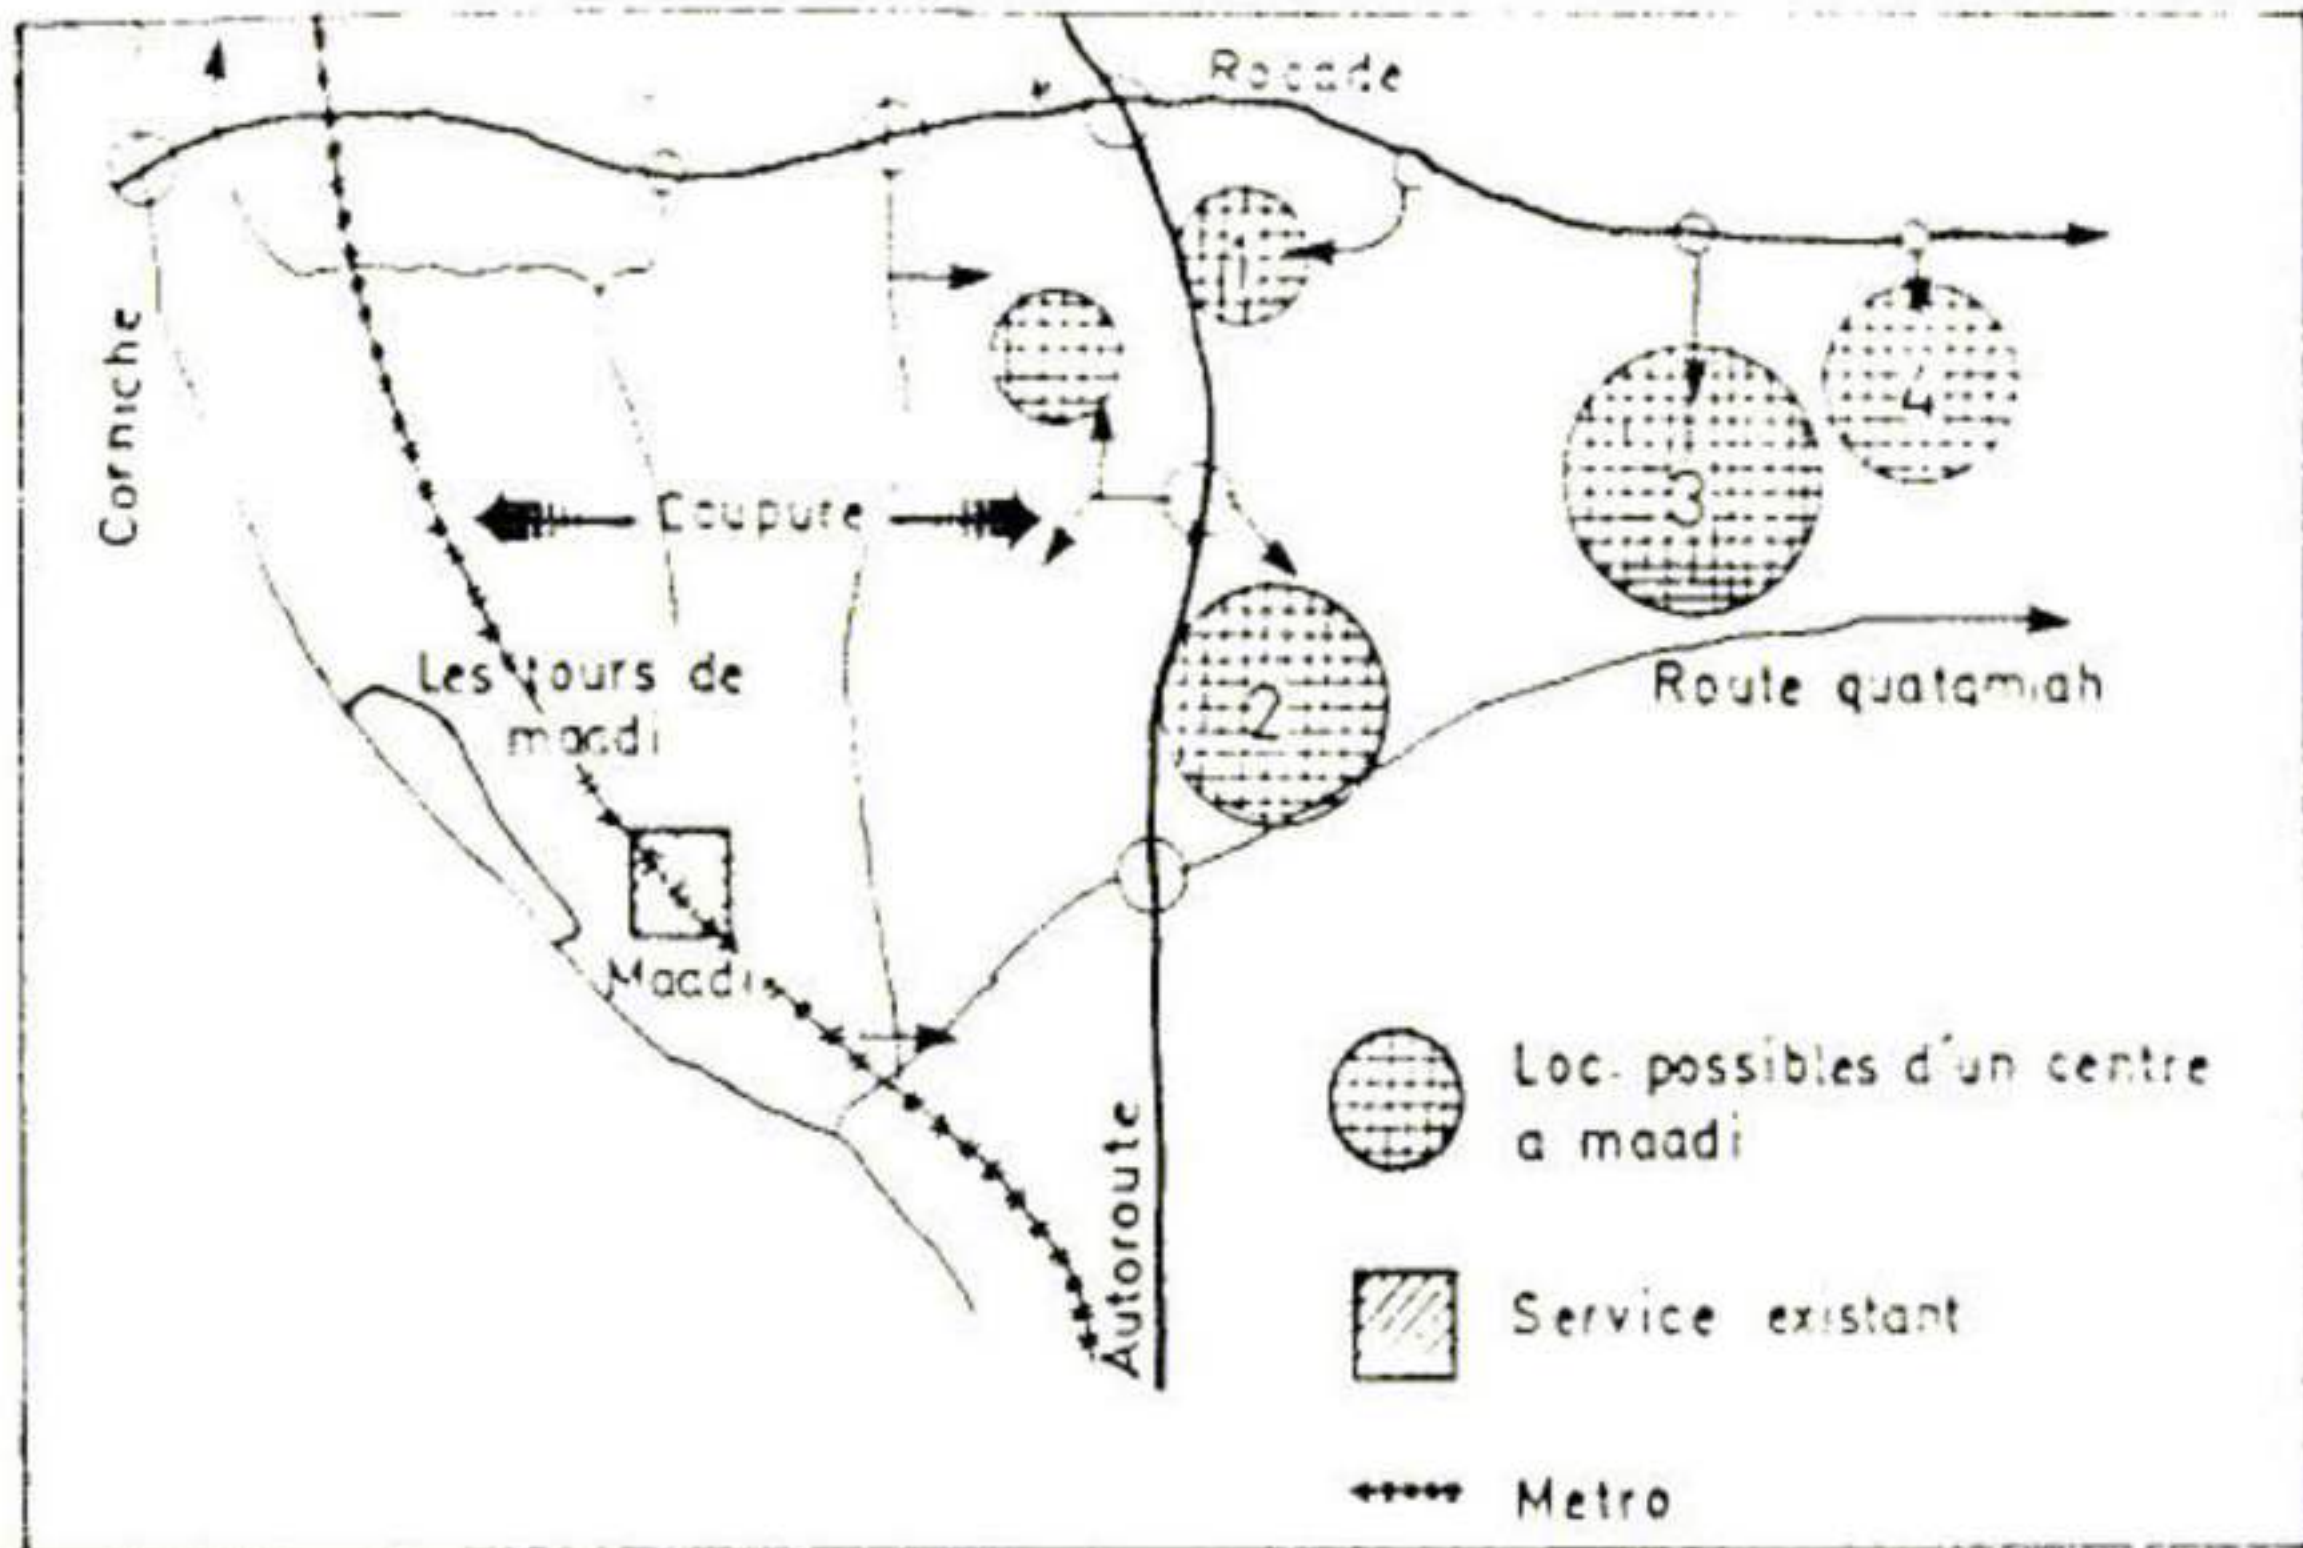 Rocade
Corniche
1
4
3
Coupure
Les tours de
maadi
2
Route quatamiah
Maadi
Autoroute
Loc. possibles d'un centre
a maadi
Service existant
Metro